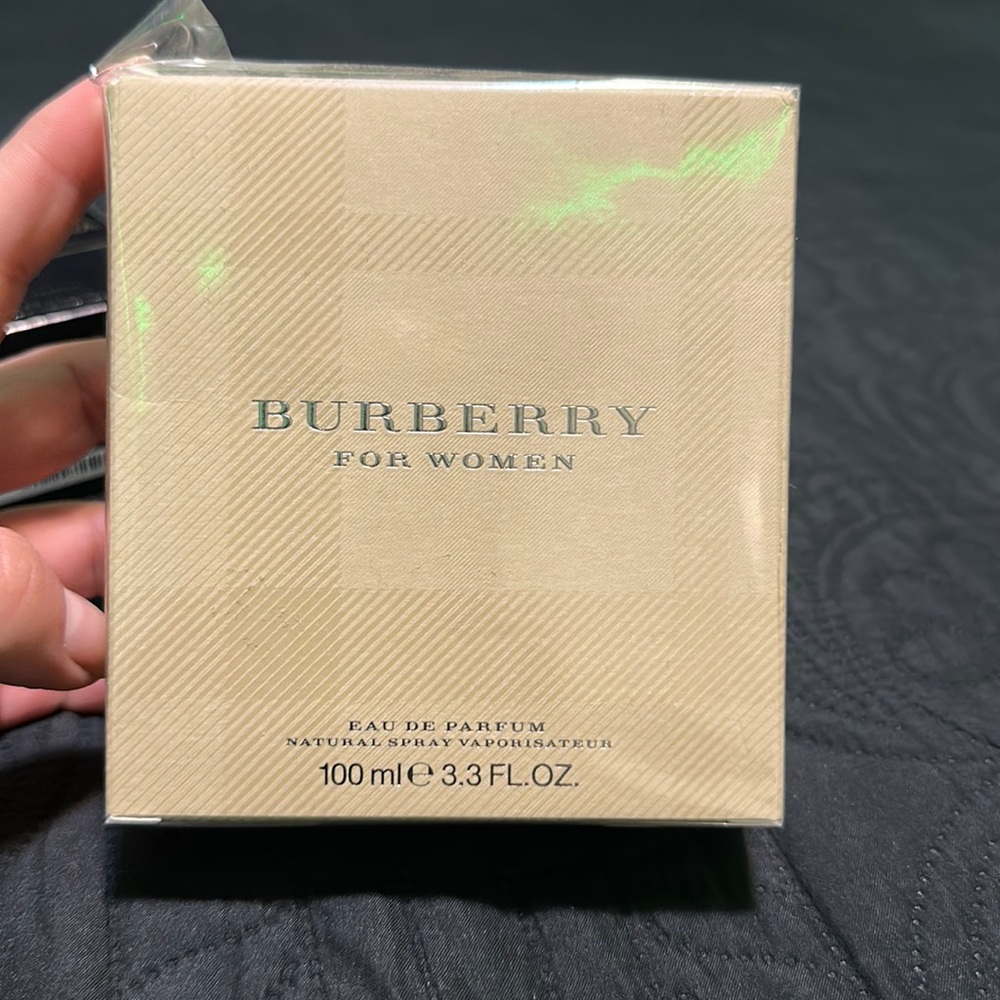 BURBERRY
FOR WOMEN
EAU DE PARFUM
NATURAL SPRAY VAPORISATEUR
100 ml ℮ 3.3 FL.OZ.